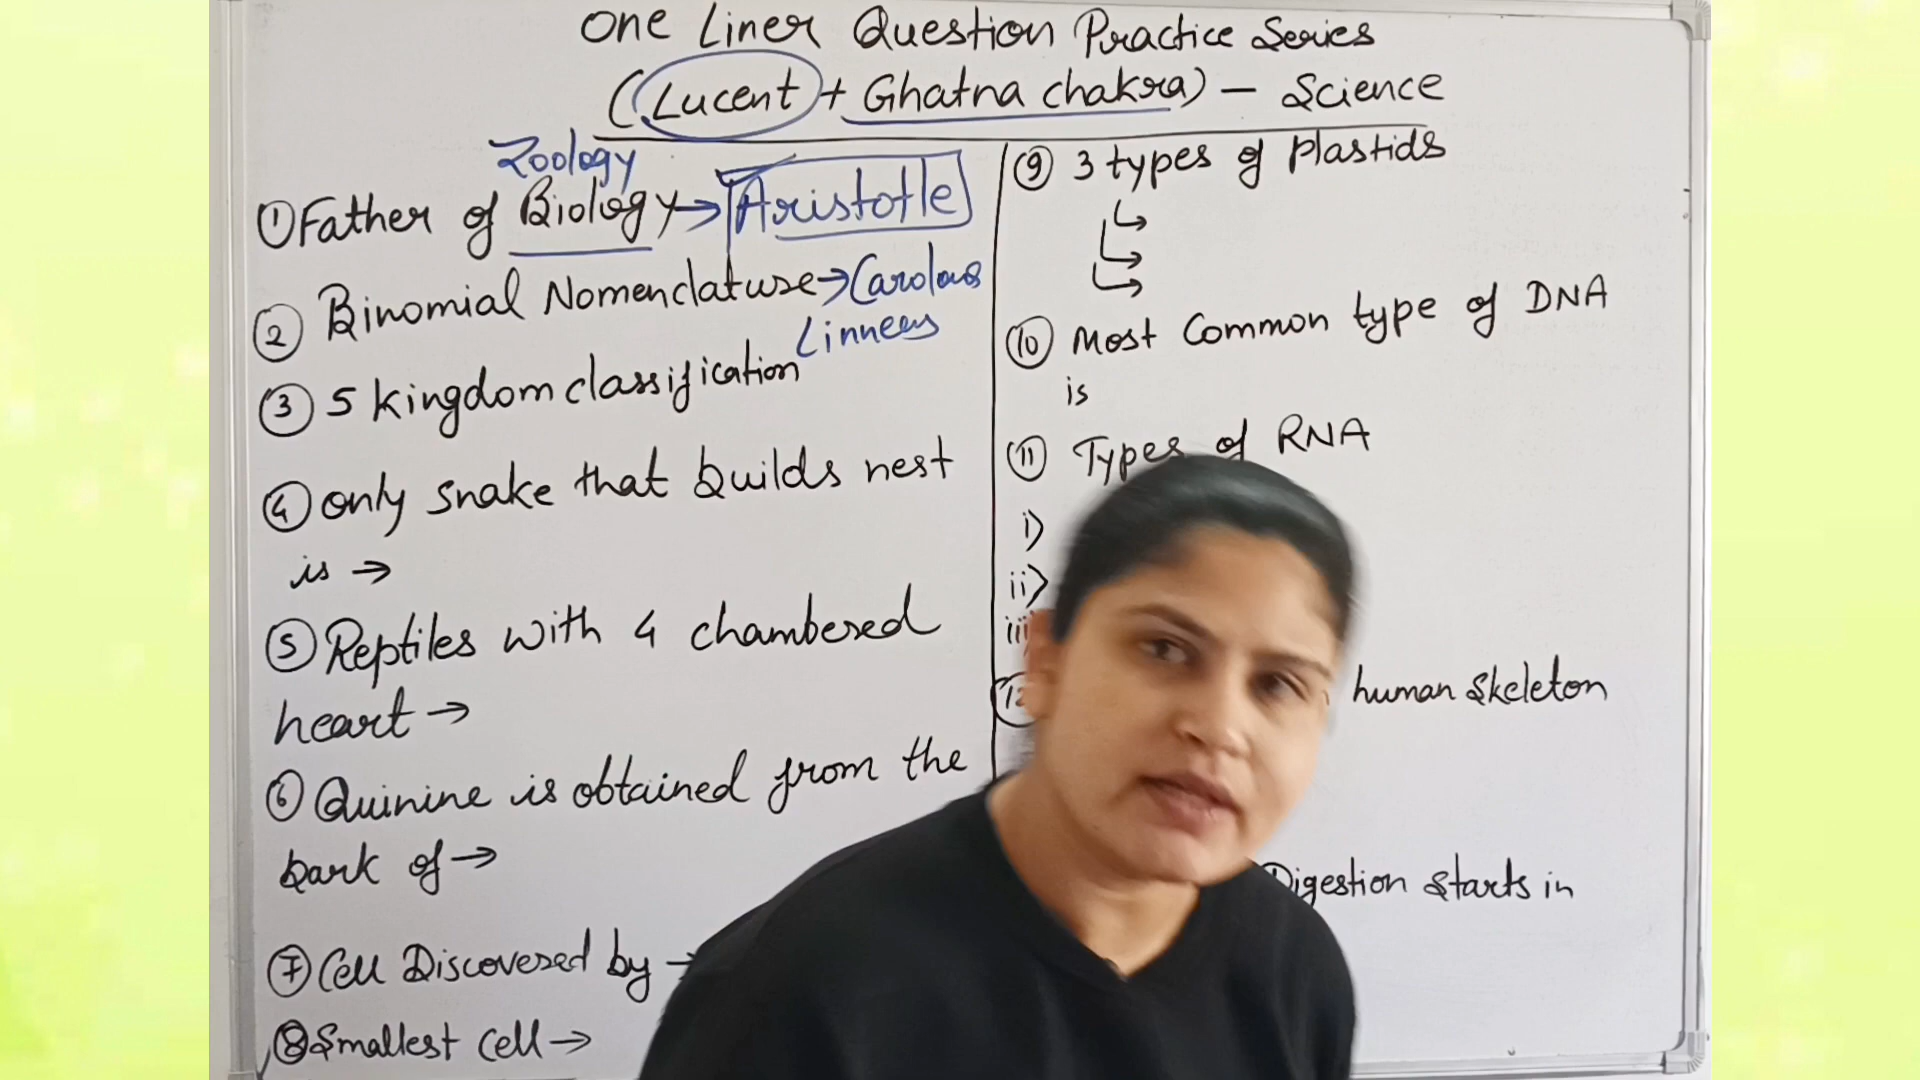 One Liner Question Practice Series
(Lucent + Ghatna chakra) - Science
Zoology
① Father of Biology → Aristotle
② Binomial Nomenclature → Carolous
Linneus
③ 5 kingdom classification
④ only snake that builds nest
is →
⑤ Reptiles with 4 chambered
heart →
⑥ Quinine is obtained from the
bark of →
⑦ Cell Discovered by →
⑧ Smallest cell →
⑨ 3 types of plastids
⑩ Most Common type of DNA
is
⑪ Types of RNA
i)
ii)
iii)
human skeleton
Digestion starts in